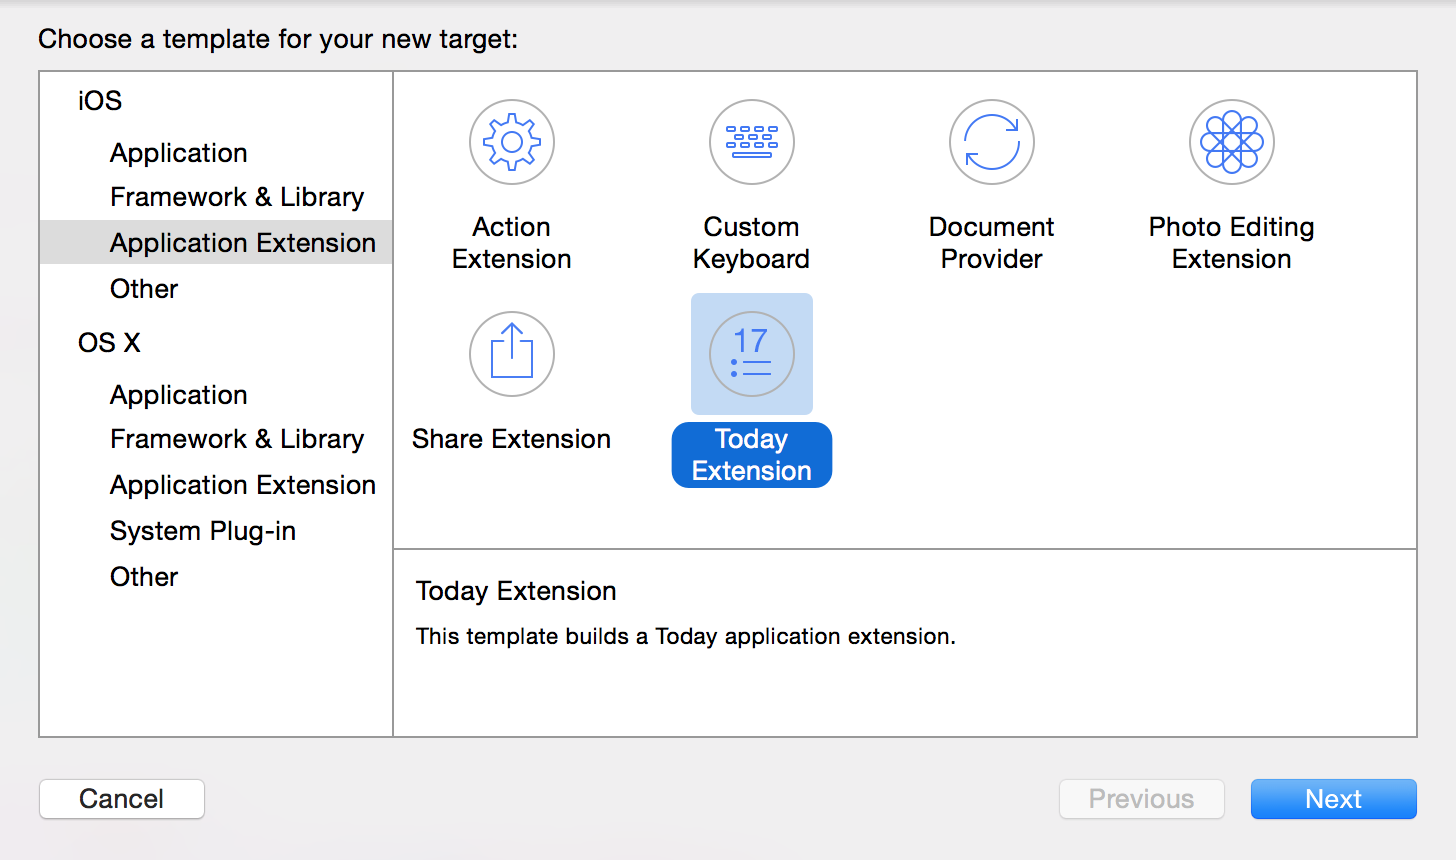 Choose a template for your new target:
iOS
Application
Framework & Library
Application Extension
Other
OS X
Application
Framework & Library
Application Extension
System Plug-in
Other
Action
Extension
Custom
Keyboard
Document
Provider
Photo Editing
Extension
Share Extension
17
Today
Extension
Today Extension
This template builds a Today application extension.
Cancel
Previous
Next